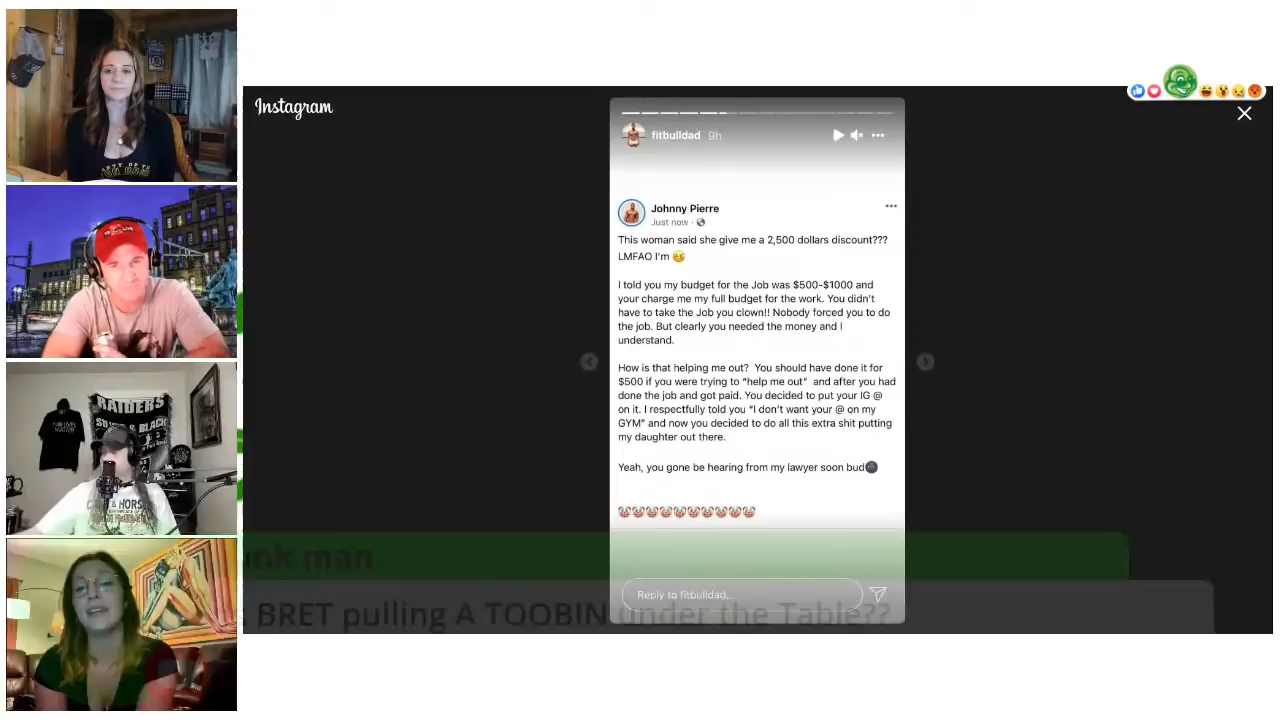 Instagram
fitbulldad 9h
Johnny Pierre
Just now
This woman said she give me a 2,500 dollars discount???
LMFAO I'm
I told you my budget for the Job was $500-$1000 and
your charge me my full budget for the work. You didn't
have to take the Job you clown!! Nobody forced you to do
the job. But clearly you needed the money and I
understand.
How is that helping me out? You should have done it for
$500 if you were trying to "help me out" and after you had
done the job and got paid. You decided to put your IG @
on it. I respectfully told you "I don't want your @ on my
GYM" and now you decided to do all this extra shit putting
my daughter out there.
Yeah, you gone be hearing from my lawyer soon bud
man
BRET pulling A TOOBIN under the Table??
Reply to fitbulldad...
RAIDERS
SILVER & BLACK
NO LIVES
MATTER